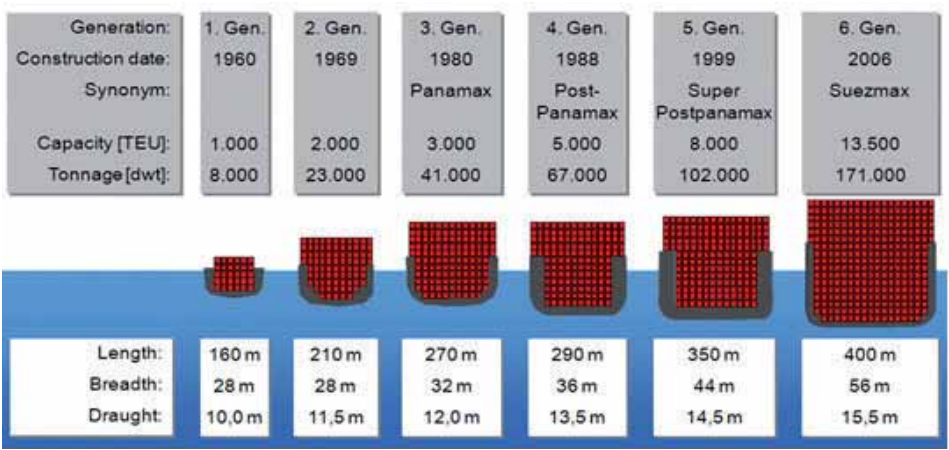 Generation: 1. Gen. 2. Gen. 3. Gen. 4. Gen. 5. Gen. 6. Gen.
Construction date: 1960 1969 1980 1988 1999 2006
Synonym: Panamax Post- Super Suezmax
Panamax Postpanamax
Capacity [TEU]: 1.000 2.000 3.000 5.000 8.000 13.500
Tonnage [dwt]: 8.000 23.000 41.000 67.000 102.000 171.000
Length: 160 m 210 m 270 m 290 m 350 m 400 m
Breadth: 28 m 28 m 32 m 36 m 44 m 56 m
Draught: 10,0 m 11,5 m 12,0 m 13,5 m 14,5 m 15,5 m